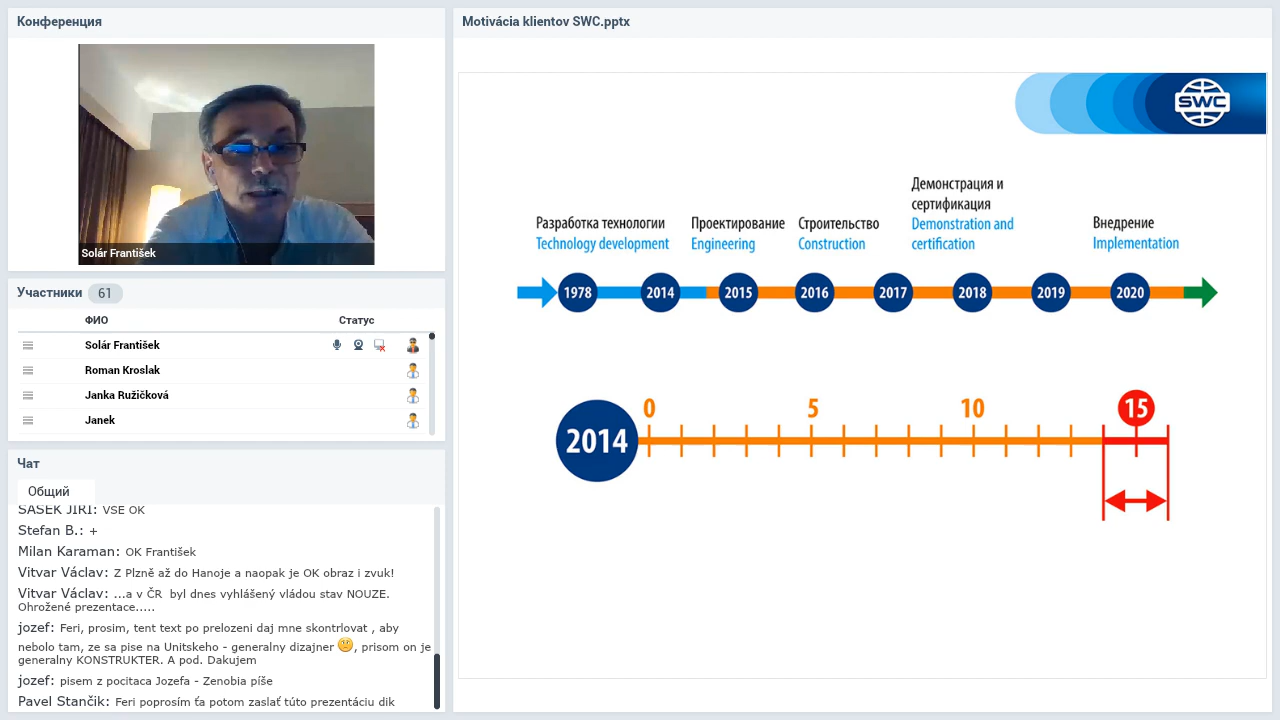 Конференция
Solár František
Участники 61
ФИО Статус
Solár František
Roman Kroslak
Janka Ružičková
Janek
Чат
Общий
SASEK JIRI: VSE OK
Stefan B.: +
Milan Karaman: OK František
Vitvar Václav: Z Plzně až do Hanoje a naopak je OK obraz i zvuk!
Vitvar Václav: ...a v ČR byl dnes vyhlášený vládou stav NOUZE.
Ohrožené prezentace.....
jozef: Feri, prosim, tent text po prelozeni daj mne skontrlovat , aby
nebolo tam, ze sa pise na Unitskeho - generalny dizajner , prisom on je
generalny KONSTRUKTER. A pod. Dakujem
jozef: pisem z pocitaca Jozefa - Zenobia píše
Pavel Stančik: Feri poprosím ťa potom zaslať túto prezentáciu dik
Motivácia klientov SWC.pptx
SWC
Разработка технологии
Technology development
Проектирование
Engineering
Строительство
Construction
Демонстрация и
сертификация
Demonstration and
certification
Внедрение
Implementation
1978 2014 2015 2016 2017 2018 2019 2020
0 5 10 15
2014